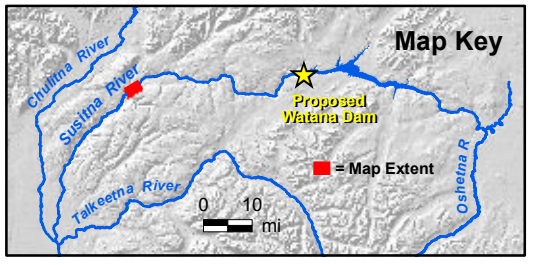 Map Key
Chulitna River
Susitna River
Proposed
Watana Dam
= Map Extent
Talkeetna River
Oshetna R
0 10
mi